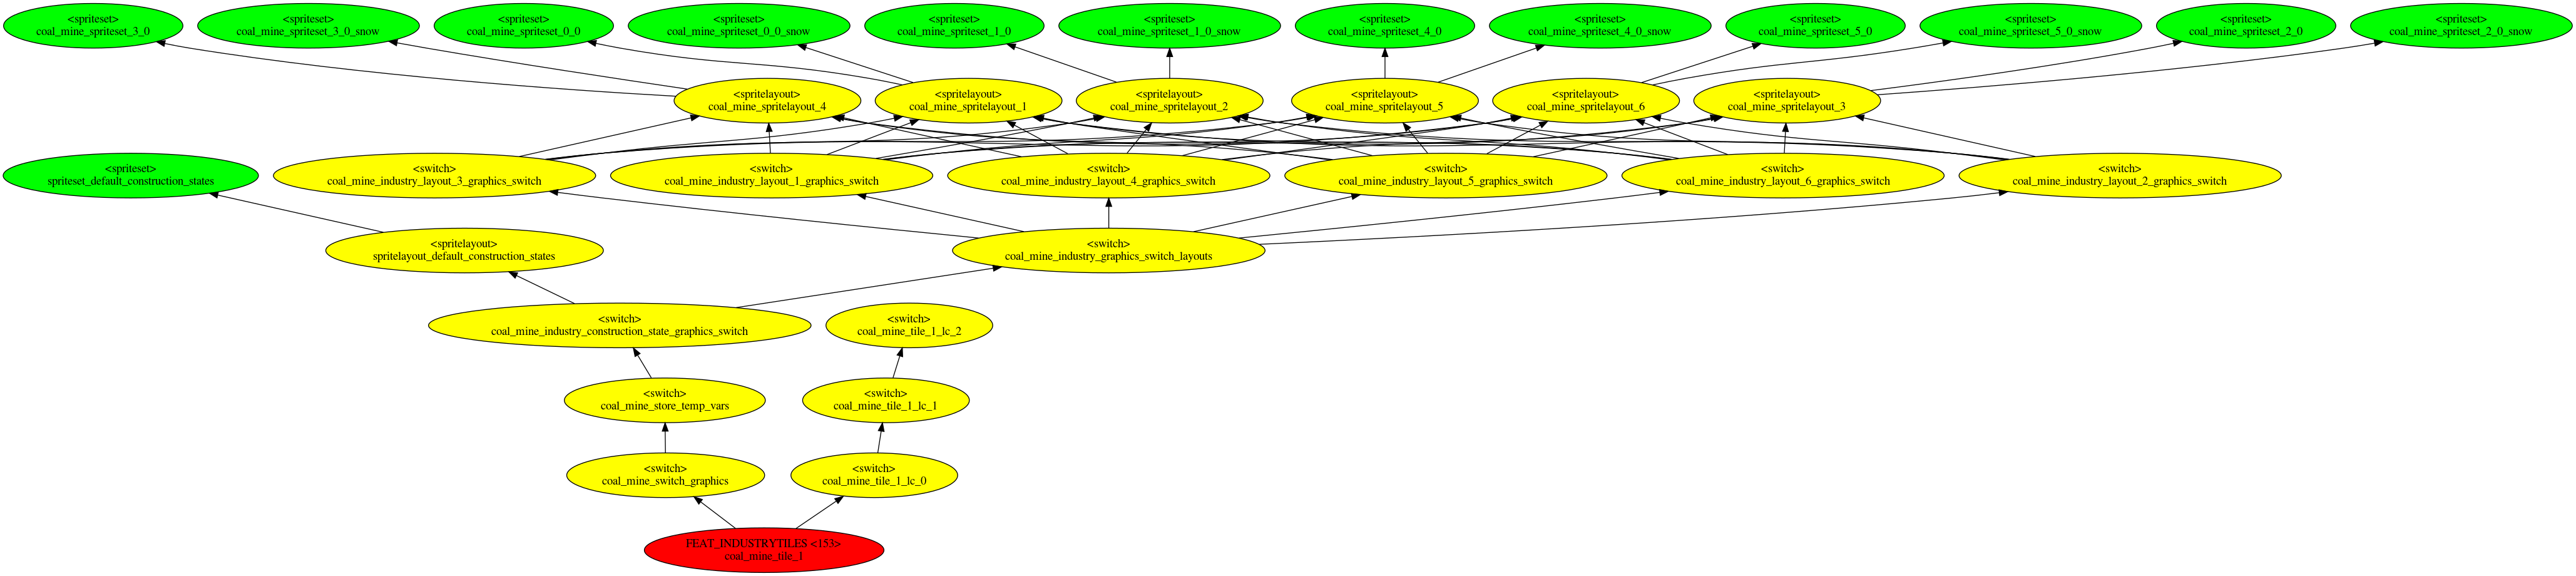 <spriteset>
coal_mine_spriteset_3_0
<spriteset>
coal_mine_spriteset_3_0_snow
<spriteset>
coal_mine_spriteset_0_0
<spriteset>
coal_mine_spriteset_0_0_snow
<spriteset>
coal_mine_spriteset_1_0
<spriteset>
coal_mine_spriteset_1_0_snow
<spriteset>
coal_mine_spriteset_4_0
<spriteset>
coal_mine_spriteset_4_0_snow
<spriteset>
coal_mine_spriteset_5_0
<spriteset>
coal_mine_spriteset_5_0_snow
<spriteset>
coal_mine_spriteset_2_0
<spriteset>
coal_mine_spriteset_2_0_snow
<spritelayout>
coal_mine_spritelayout_4
<spritelayout>
coal_mine_spritelayout_1
<spritelayout>
coal_mine_spritelayout_2
<spritelayout>
coal_mine_spritelayout_5
<spritelayout>
coal_mine_spritelayout_6
<spritelayout>
coal_mine_spritelayout_3
<spriteset>
spriteset_default_construction_states
<switch>
coal_mine_industry_layout_3_graphics_switch
<switch>
coal_mine_industry_layout_1_graphics_switch
<switch>
coal_mine_industry_layout_4_graphics_switch
<switch>
coal_mine_industry_layout_5_graphics_switch
<switch>
coal_mine_industry_layout_6_graphics_switch
<switch>
coal_mine_industry_layout_2_graphics_switch
<spritelayout>
spritelayout_default_construction_states
<switch>
coal_mine_industry_graphics_switch_layouts
<switch>
coal_mine_industry_construction_state_graphics_switch
<switch>
coal_mine_tile_1_lc_2
<switch>
coal_mine_store_temp_vars
<switch>
coal_mine_tile_1_lc_1
<switch>
coal_mine_switch_graphics
<switch>
coal_mine_tile_1_lc_0
FEAT_INDUSTRYTILES <153>
coal_mine_tile_1